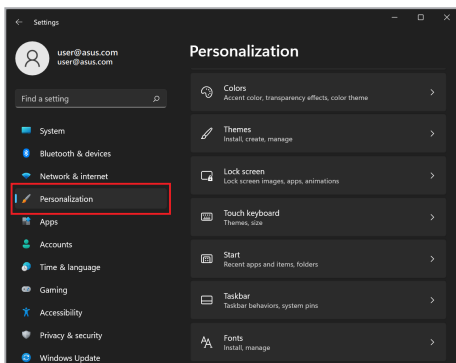 Settings
user@asus.com
user@asus.com
Find a setting
System
Bluetooth & devices
Network & internet
Personalization
Apps
Accounts
Time & language
Gaming
Accessibility
Privacy & security
Windows Update
Personalization
Colors
Accent color, transparency effects, color theme
Themes
Install, create, manage
Lock screen
Lock screen images, apps, animations
Touch keyboard
Themes, size
Start
Recent apps and items, folders
Taskbar
Taskbar behaviors, system pins
Fonts
Install, manage